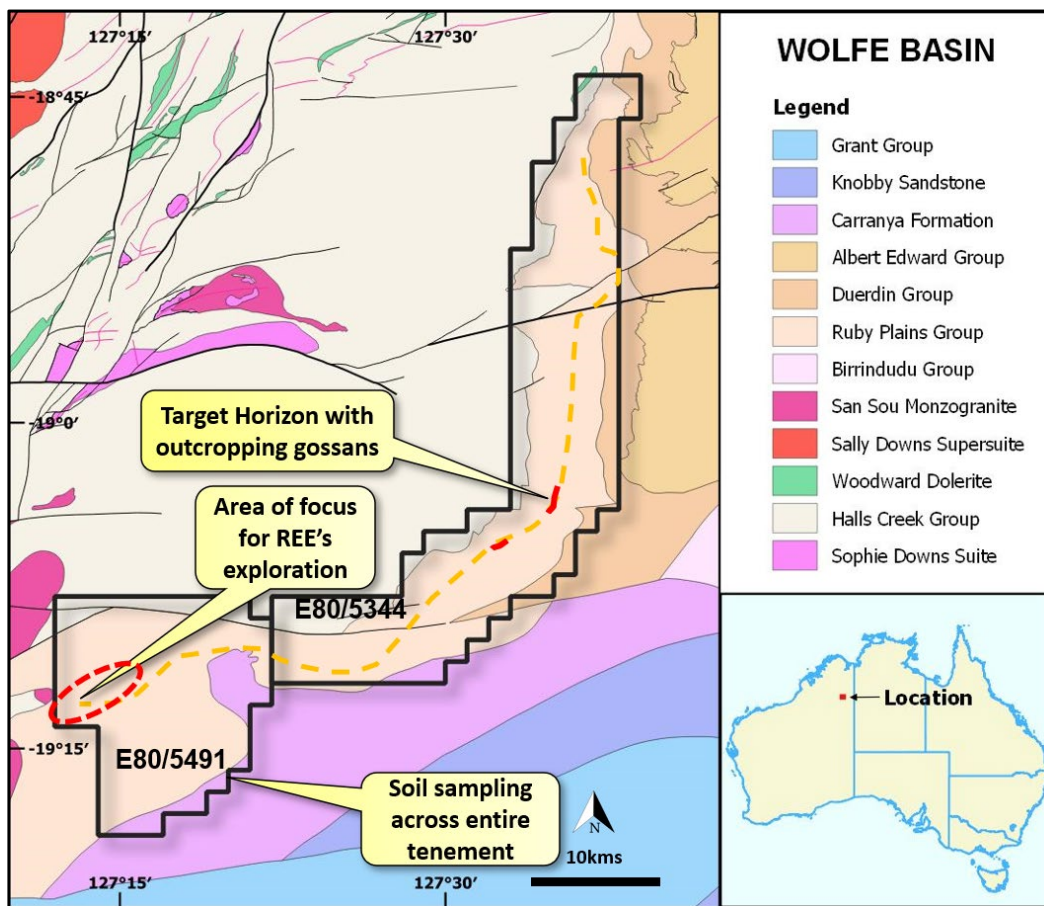 127°15'
127°30'
-18°45'
Target Horizon with
outcropping gossans
-19°0'
Area of focus
for REE's
exploration
E80/5344
-19°15'
E80/5491
Soil sampling
across entire
tenement
N
10kms
127°15'
127°30'
WOLFE BASIN
Legend
Grant Group
Knobby Sandstone
Carranya Formation
Albert Edward Group
Duerdin Group
Ruby Plains Group
Birrindudu Group
San Sou Monzogranite
Sally Downs Supersuite
Woodward Dolerite
Halls Creek Group
Sophie Downs Suite
Location